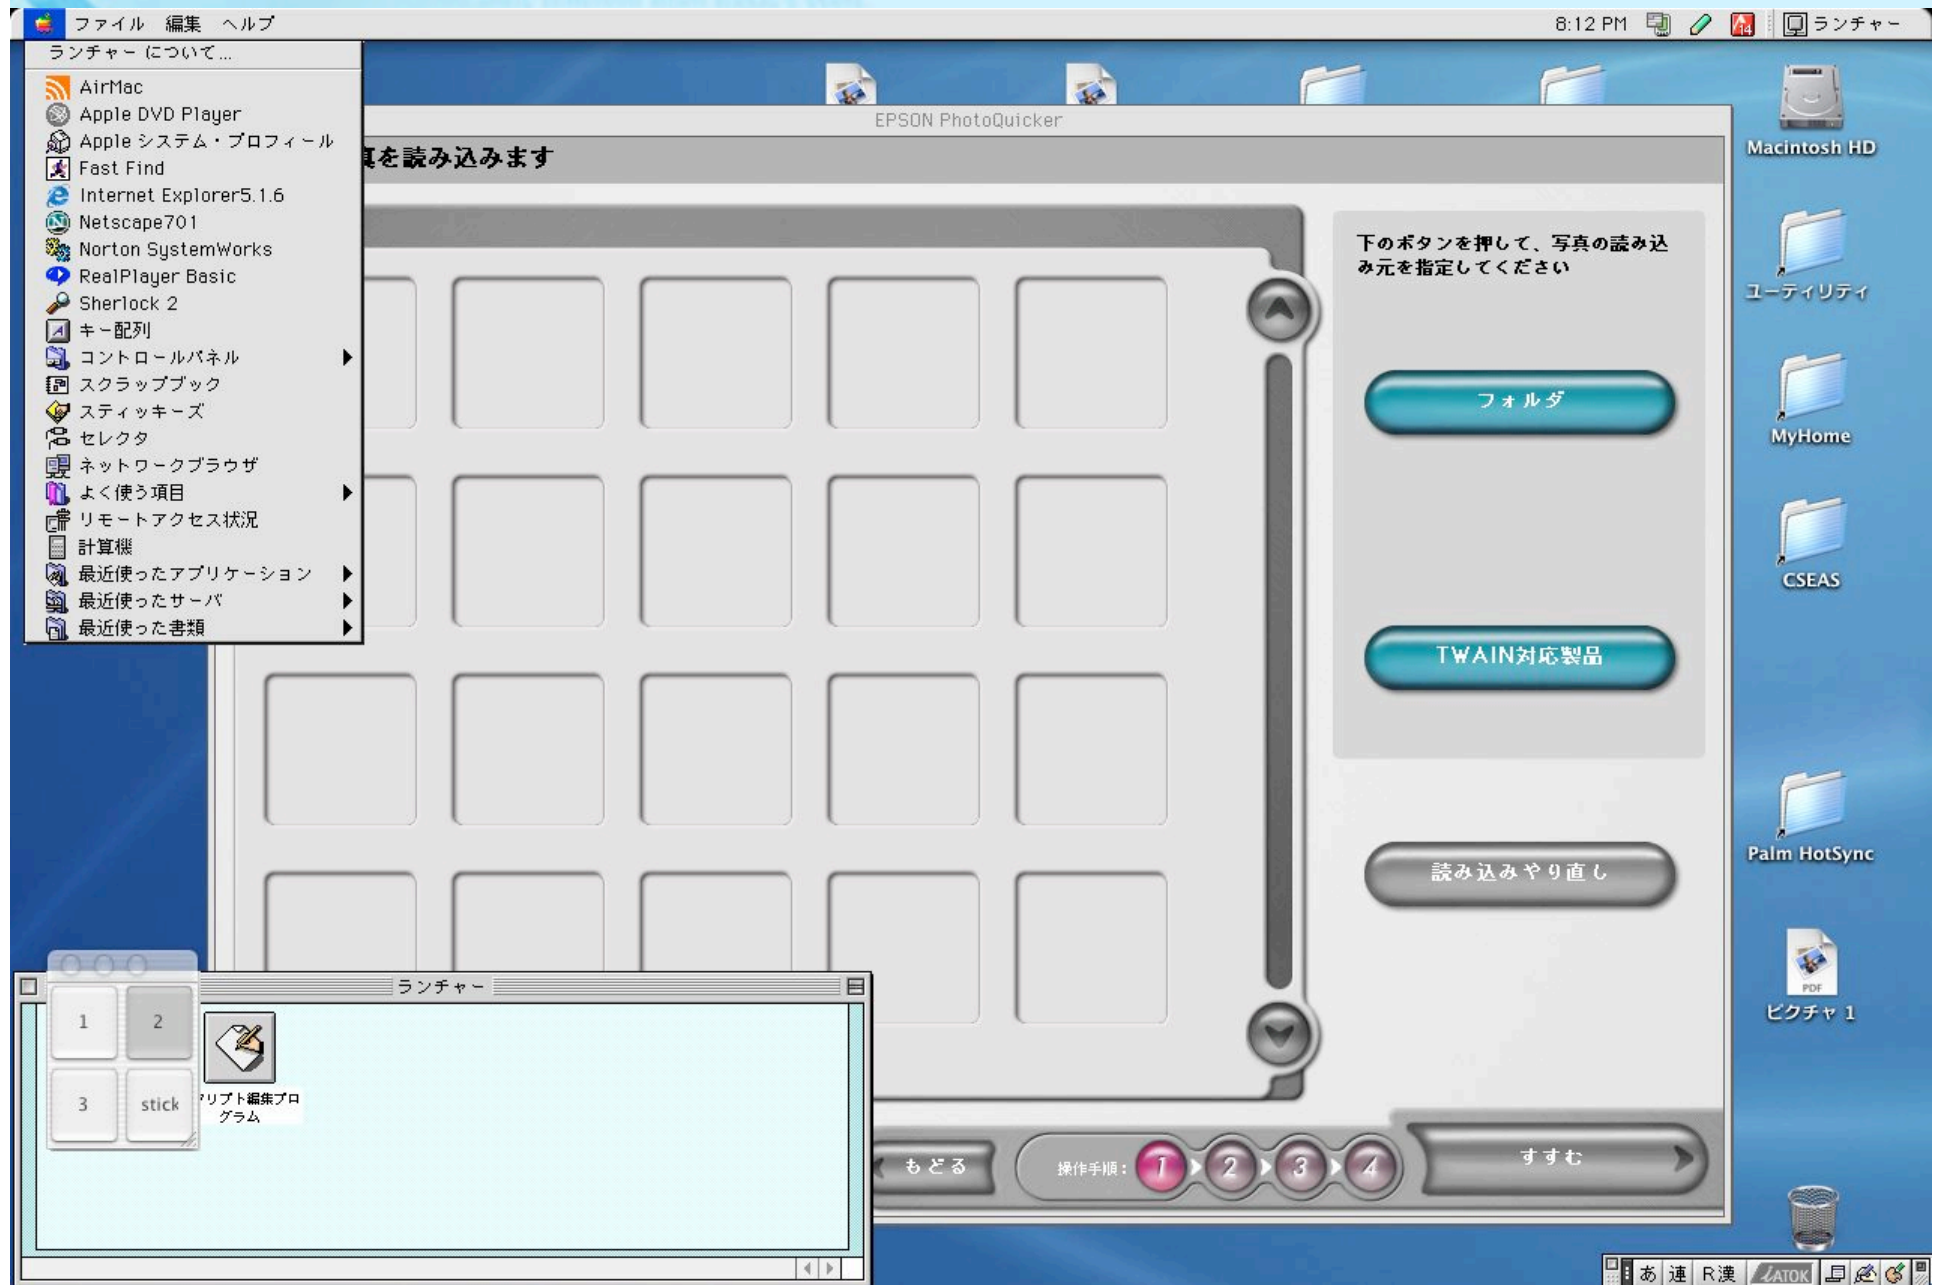 ファイル 編集 ヘルプ
8:12 PM
ランチャー
ランチャー について...
AirMac
Apple DVD Player
Apple システム・プロフィール
Fast Find
Internet Explorer5.1.6
Netscape701
Norton SystemWorks
RealPlayer Basic
Sherlock 2
キー配列
コントロールパネル
スクラップブック
スティッキーズ
セレクタ
ネットワークブラウザ
よく使う項目
リモートアクセス状況
計算機
最近使ったアプリケーション
最近使ったサーバ
最近使った書類
EPSON PhotoQuicker
真を読み込みます
下のボタンを押して、写真の読み込
み元を指定してください
フォルダ
TWAIN対応製品
読み込みやり直し
もどる
操作手順: 1 2 3 4
すすむ
Macintosh HD
ユーティリティ
MyHome
CSEAS
Palm HotSync
PDF
ピクチャ 1
ランチャー
1 2
3 stick
リプト編集プロ
グラム
あ 連 R漢 ATOK